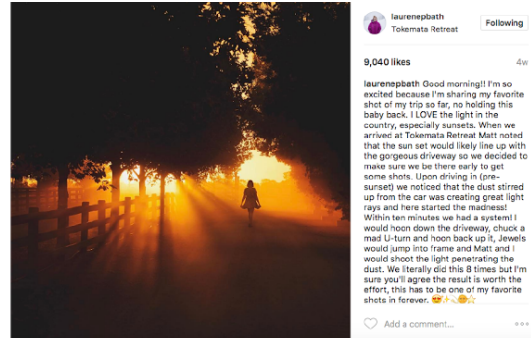 laurenepbath
Tokemata Retreat
Following
9,040 likes
4w
laurenepbath Good morning!! I'm so
excited because I'm sharing my favorite
shot of my trip so far, no holding this
baby back. I LOVE the light in the
country, especially sunsets. When we
arrived at Tokemata Retreat Matt noted
that the sun set would likely line up with
the gorgeous driveway so we decided to
make sure we be there early to get
some shots. Upon driving in (pre-
sunset) we noticed that the dust stirred
up from the car was creating great light
rays and here started the madness!
Within ten minutes we had a system! I
would hoon down the driveway, chuck a
mad U-turn and hoon back up it, Jewels
would jump into frame and Matt and I
would shoot the light penetrating the
dust. We literally did this 8 times but I'm
sure you'll agree the result is worth the
effort, this has to be one of my favorite
shots in forever.
Add a comment...